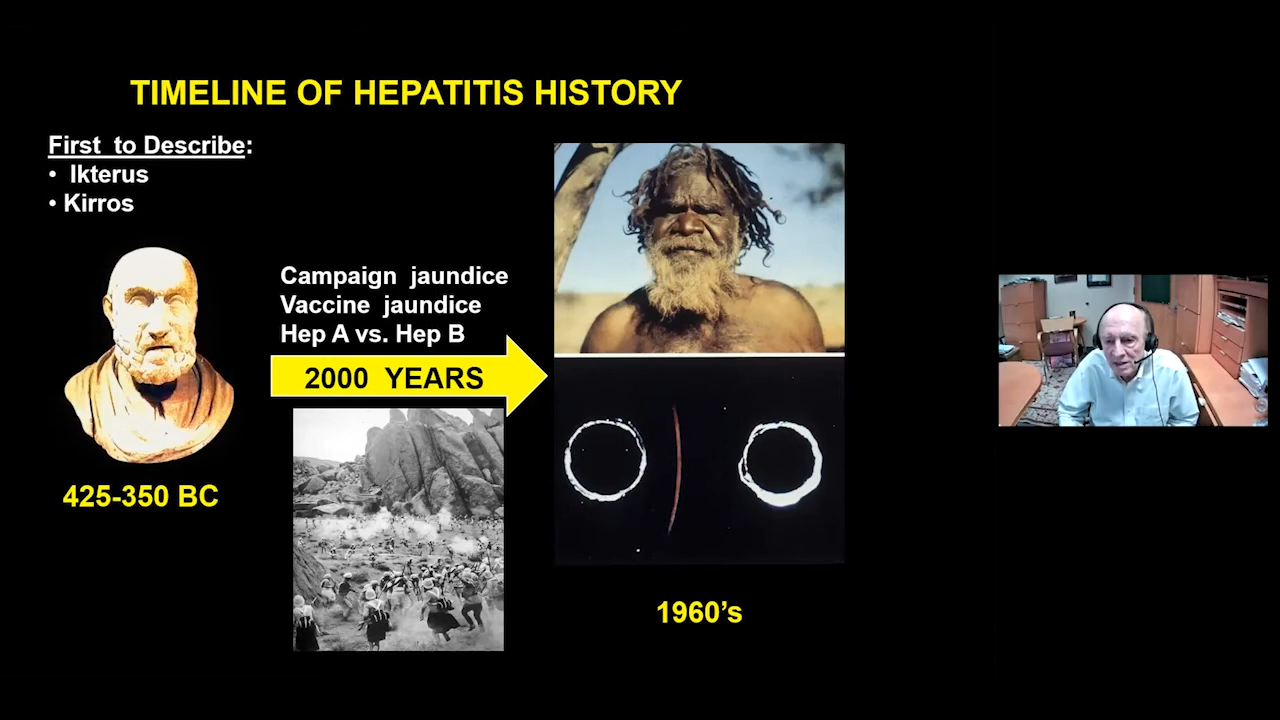 TIMELINE OF HEPATITIS HISTORY
First to Describe:
• Ikterus
• Kirros
425-350 BC
Campaign jaundice
Vaccine jaundice
Hep A vs. Hep B
2000 YEARS
1960’s